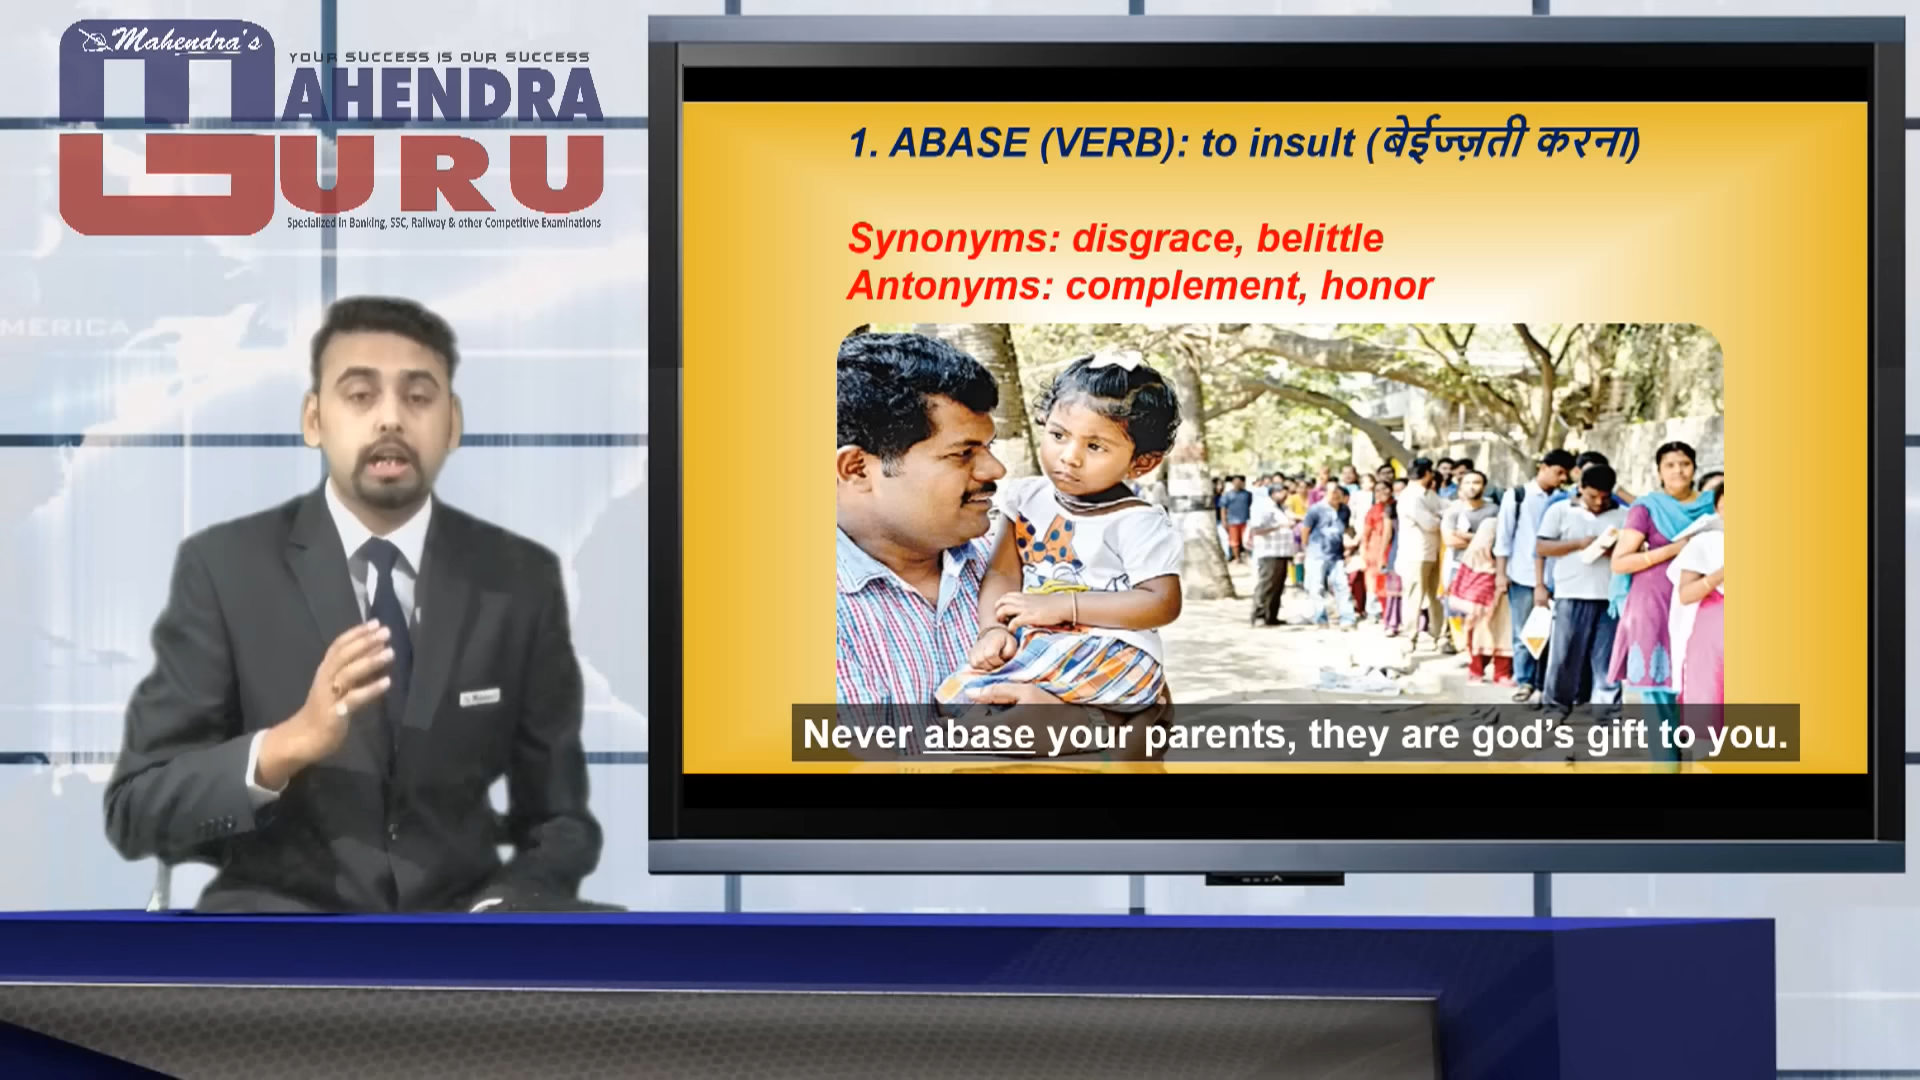 Mahendra's
YOUR SUCCESS IS OUR SUCCESS
MAHENDRA
GURU
Specialized in Banking, SSC, Railway & other Competitive Examinations
MERICA
1. ABASE (VERB): to insult (बेईज्ज़ती करना)
Synonyms: disgrace, belittle
Antonyms: complement, honor
Never abase your parents, they are god’s gift to you.